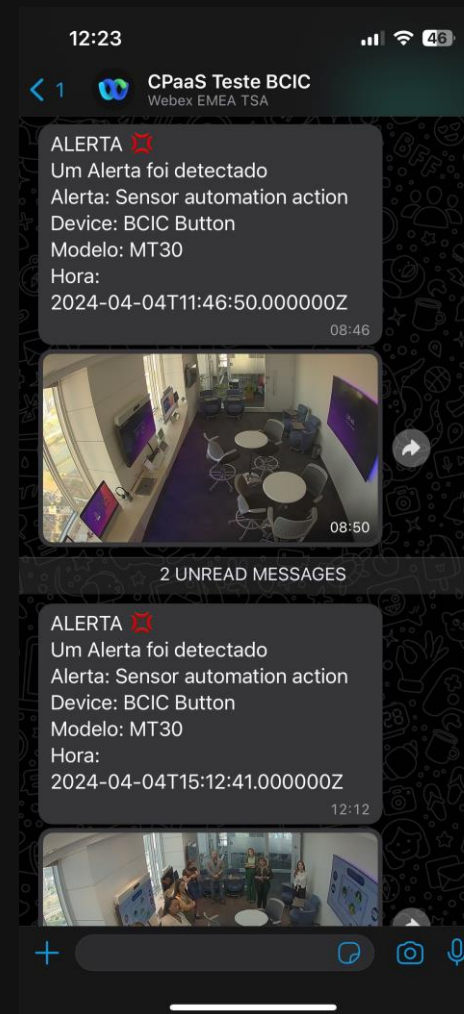 12:23
46
1
CPaaS Teste BCIC
Webex EMEA TSA
ALERTA
Um Alerta foi detectado
Alerta: Sensor automation action
Device: BCIC Button
Modelo: MT30
Hora:
2024-04-04T11:46:50.000000Z
08:46
08:50
2 UNREAD MESSAGES
ALERTA
Um Alerta foi detectado
Alerta: Sensor automation action
Device: BCIC Button
Modelo: MT30
Hora:
2024-04-04T15:12:41.000000Z
12:12